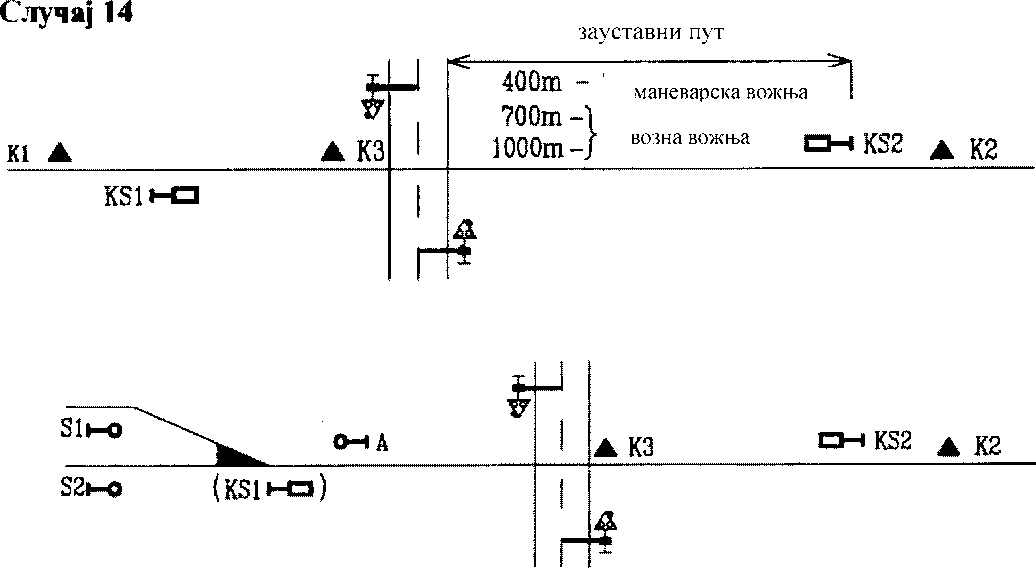 Случај 14
зауставни пут
400m – маневарска вожња
700m –
1000m –
возна вожња
K1
K3
KS2
K2
KS1
S1
A
K3
KS2
K2
S2
(KS1)